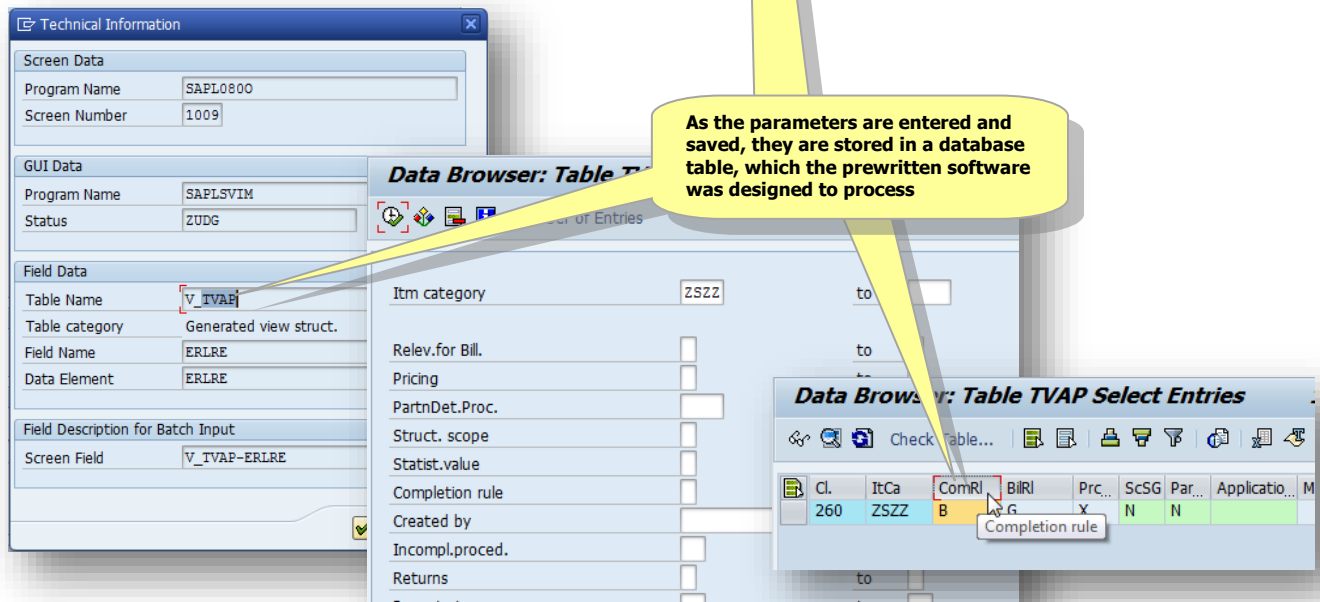 Technical Information
Screen Data
Program Name SAPL080O
Screen Number 1009
GUI Data
Program Name SAPLSVIM
Status ZUDG
Field Data
Table Name V_TVAP
Table category Generated view struct.
Field Name ERLRE
Data Element ERLRE
Field Description for Batch Input
Screen Field V_TVAP-ERLRE
As the parameters are entered and
saved, they are stored in a database
table, which the prewritten software
was designed to process
Data Browser: Table
of Entries
Itm category ZSZZ to
Relev.for Bill. to
Pricing to
PartnDet.Proc.
Struct. scope
Statist.value
Completion rule
Created by
Incompl.proced.
Returns to
Data Browser: Table TVAP Select Entries
Check Table...
Cl. ItCa ComRl BilRl Prc... ScSG Par... Applicatio... M
260 ZSZZ B G X N N
Completion rule